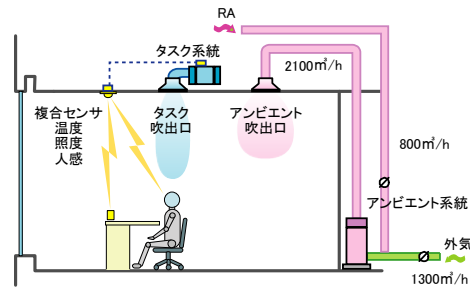 RA
タスク系統
2100㎥/h
複合センサ
温度
照度
人感
タスク
吹出口
アンビエント
吹出口
800㎥/h
アンビエント系統
外気
1300㎥/h